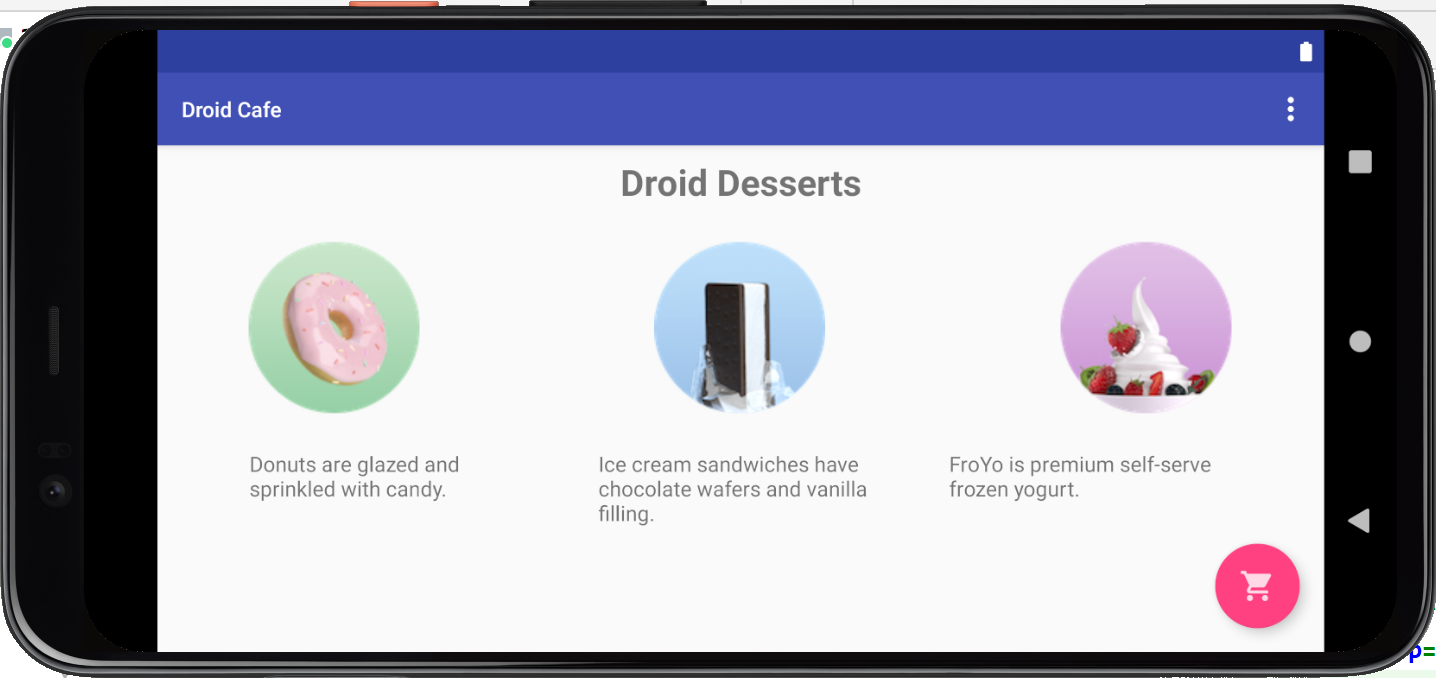 Droid Cafe
Droid Desserts
Donuts are glazed and
sprinkled with candy.
Ice cream sandwiches have
chocolate wafers and vanilla
filling.
FroYo is premium self-serve
frozen yogurt.
p=